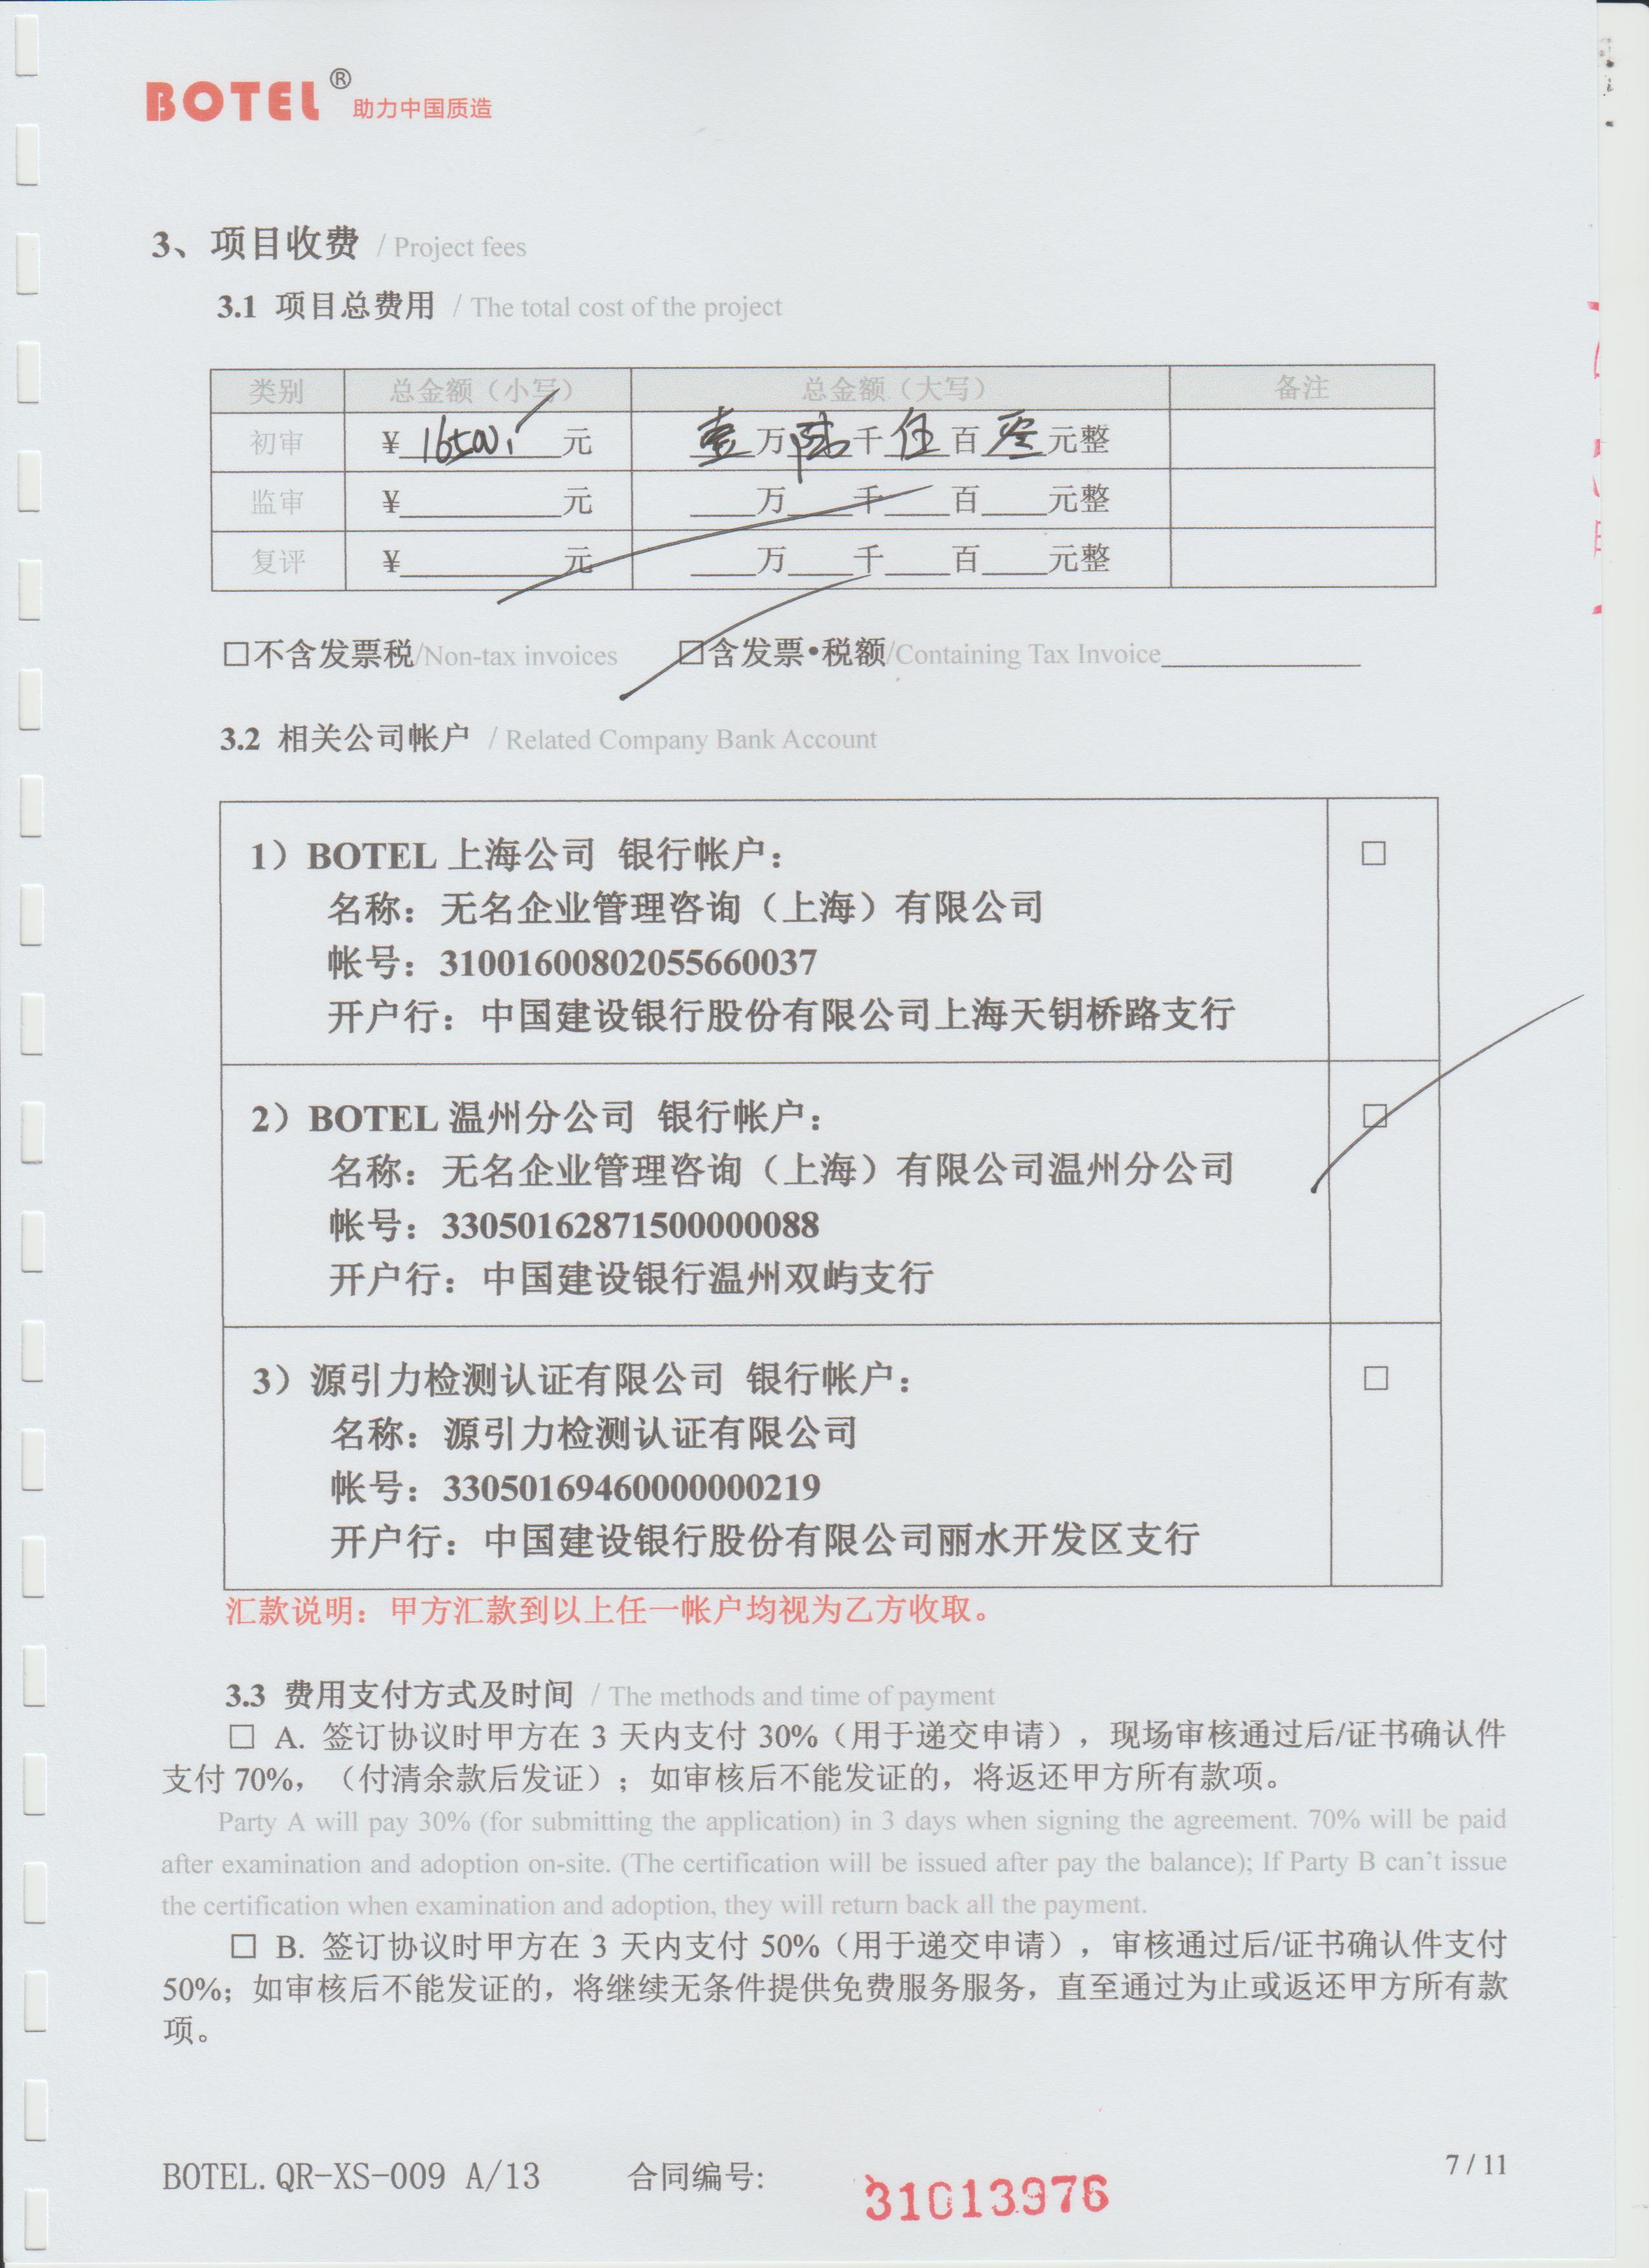 BOTEL® 助力中国质造
3、项目收费 / Project fees
3.1 项目总费用 / The total cost of the project
类别 总金额（小写） 总金额（大写） 备注
初审 ¥16500元 壹万陆千伍百零元整
监审 ¥________元 ____万____千____百____元整
复评 ¥________元 ____万____千____百____元整
□不含发票税/Non-tax invoices □含发票•税额/Containing Tax Invoice____________
3.2 相关公司帐户 / Related Company Bank Account
1）BOTEL 上海公司 银行帐户： □
名称：无名企业管理咨询（上海）有限公司
帐号：31001600802055660037
开户行：中国建设银行股份有限公司上海天钥桥路支行
2）BOTEL 温州分公司 银行帐户： □
名称：无名企业管理咨询（上海）有限公司温州分公司
帐号：33050162871500000088
开户行：中国建设银行温州双屿支行
3）源引力检测认证有限公司 银行帐户： □
名称：源引力检测认证有限公司
帐号：33050169460000000219
开户行：中国建设银行股份有限公司丽水开发区支行
汇款说明：甲方汇款到以上任一帐户均视为乙方收取。
3.3 费用支付方式及时间 / The methods and time of payment
□ A. 签订协议时甲方在 3 天内支付 30%（用于递交申请），现场审核通过后/证书确认件
支付 70%，（付清余款后发证）；如审核后不能发证的，将返还甲方所有款项。
Party A will pay 30% (for submitting the application) in 3 days when signing the agreement. 70% will be paid
after examination and adoption on-site. (The certification will be issued after pay the balance); If Party B can't issue
the certification when examination and adoption, they will return back all the payment.
□ B. 签订协议时甲方在 3 天内支付 50%（用于递交申请），审核通过后/证书确认件支付
50%；如审核后不能发证的，将继续无条件提供免费服务服务，直至通过为止或返还甲方所有款
项。
BOTEL.QR-XS-009 A/13 合同编号: 31013976 7 / 11